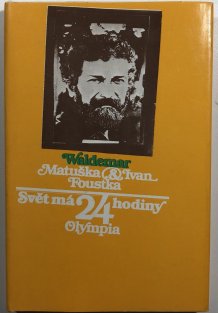 Waldemar
Matuška & Ivan
Foustka
Svět má 24 hodiny
Olympia